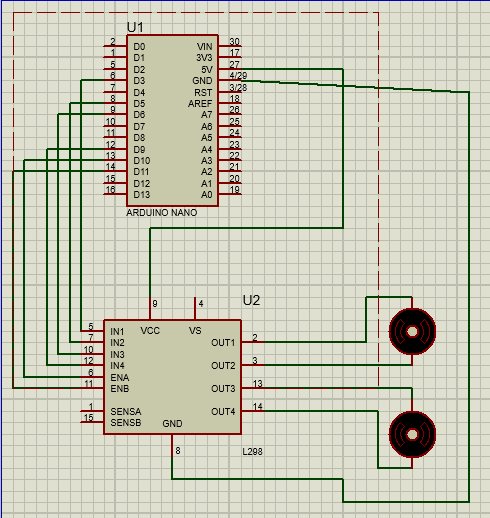 U1
2 D0 VIN 30
1 D1 3V3 17
5 D2 5V 27
6 D3 GND 4/29
7 D4 RST 3/28
8 D5 AREF 18
9 D6 A7 26
10 D7 A6 25
11 D8 A5 24
12 D9 A4 23
13 D10 A3 22
14 D11 A2 21
15 D12 A1 20
16 D13 A0 19
ARDUINO NANO
U2
9 4
VCC VS
5 IN1
7 IN2 OUT1 2
10 IN3
12 IN4 OUT2 3
6 ENA
11 ENB OUT3 13
1 SENSA OUT4 14
15 SENSB GND
8
L298